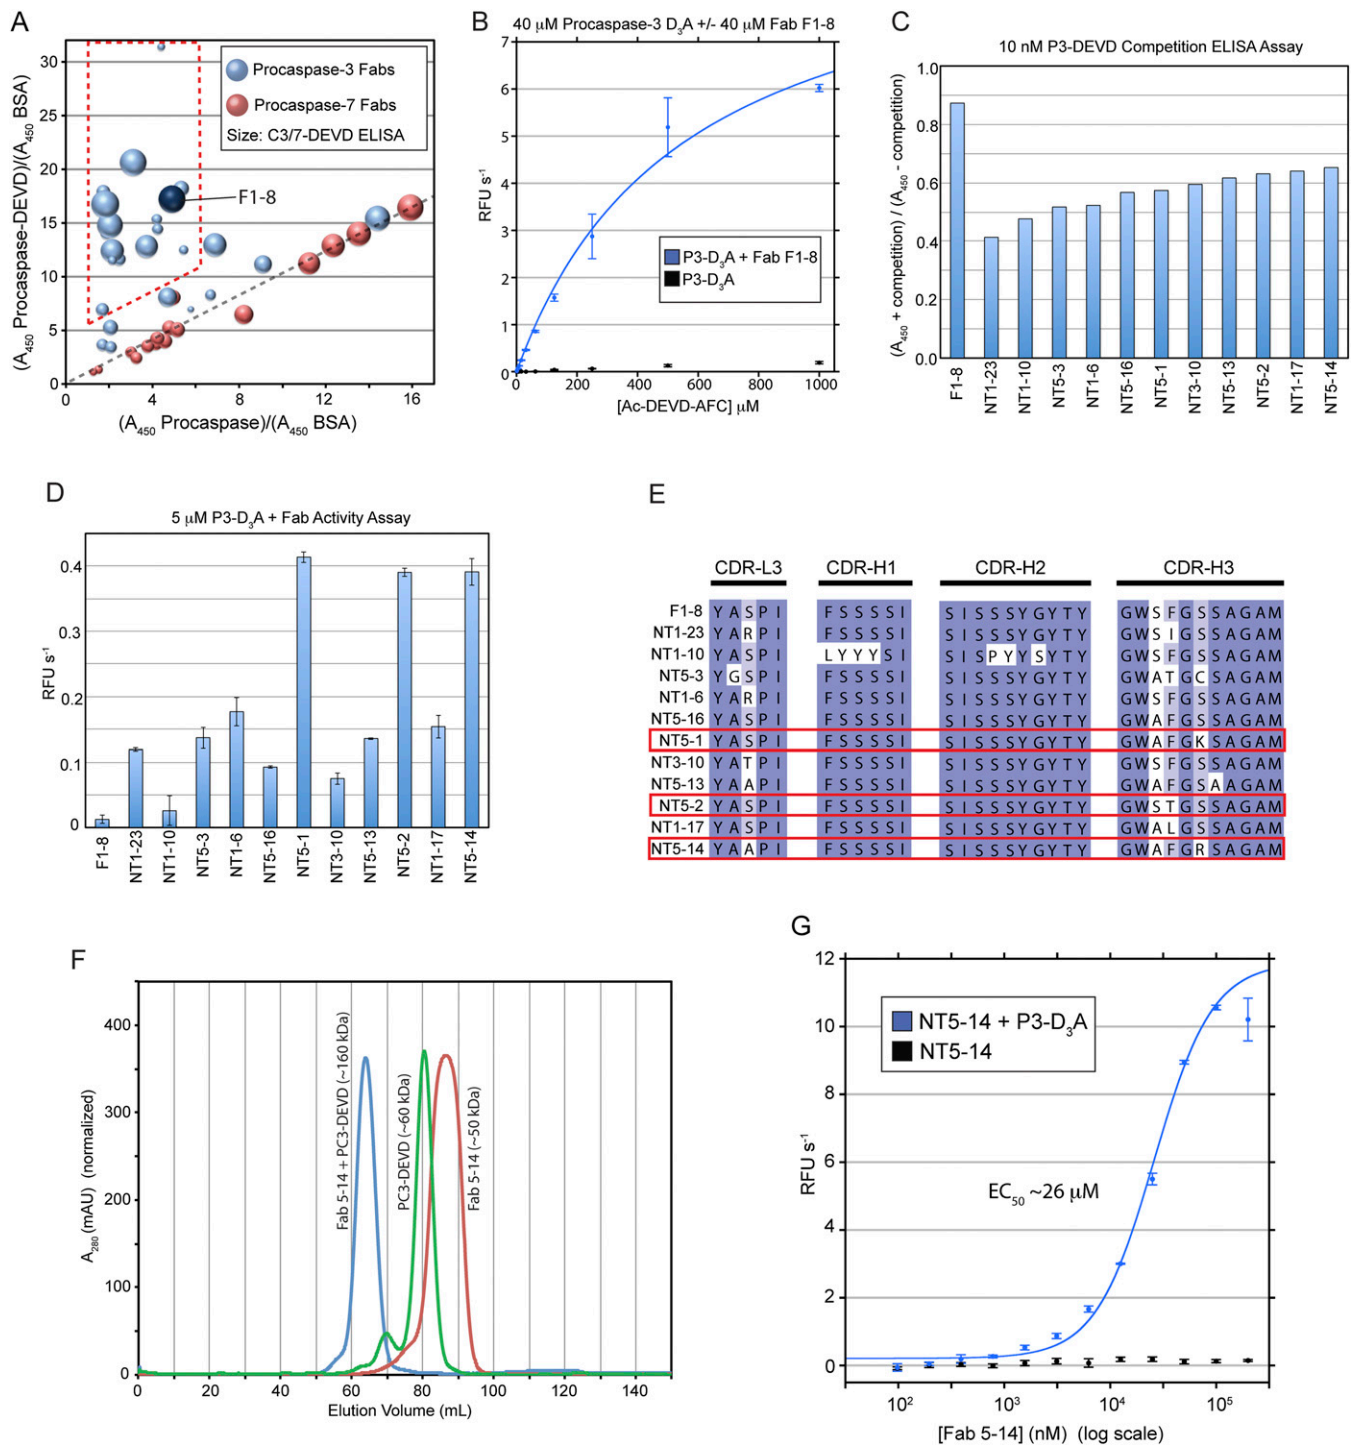 A
(A450 Procaspase-DEVD)/(A450 BSA)
30
25
20
15
10
5
0
0 4 8 12 16
(A450 Procaspase)/(A450 BSA)
Procaspase-3 Fabs
Procaspase-7 Fabs
Size: C3/7-DEVD ELISA
F1-8
B
40 μM Procaspase-3 D3A +/- 40 μM Fab F1-8
RFU s-1
7
6
5
4
3
2
1
0
0 200 400 600 800 1000
[Ac-DEVD-AFC] μM
P3-D3A + Fab F1-8
P3-D3A
C
10 nM P3-DEVD Competition ELISA Assay
(A450 + competition) / (A450 - competition)
1.0
0.8
0.6
0.4
0.2
0.0
F1-8 NT1-23 NT1-10 NT5-3 NT1-6 NT5-16 NT5-1 NT3-10 NT5-13 NT5-2 NT1-17 NT5-14
D
5 μM P3-D3A + Fab Activity Assay
RFU s-1
0.4
0.3
0.2
0.1
0
F1-8 NT1-23 NT1-10 NT5-3 NT1-6 NT5-16 NT5-1 NT3-10 NT5-13 NT5-2 NT1-17 NT5-14
E
CDR-L3 CDR-H1 CDR-H2 CDR-H3
F1-8 YASPI FSSSSI SISSSYGYTY GWSFGSSAGAM
NT1-23 YARPI FSSSSI SISSSYGYTY GWSIGSSAGAM
NT1-10 YASPI LYYYSI SISPYYSYTY GWSFGSSAGAM
NT5-3 YGSPI FSSSSI SISSSYGYTY GWATGCSAGAM
NT1-6 YARPI FSSSSI SISSSYGYTY GWSFGSSAGAM
NT5-16 YASPI FSSSSI SISSSYGYTY GWAFGSSAGAM
NT5-1 YASPI FSSSSI SISSSYGYTY GWAFGKSAGAM
NT3-10 YATPI FSSSSI SISSSYGYTY GWSFGSSAGAM
NT5-13 YAAPI FSSSSI SISSSYGYTY GWAFGSAAGAM
NT5-2 YASPI FSSSSI SISSSYGYTY GWSTGSSAGAM
NT1-17 YASPI FSSSSI SISSSYGYTY GWALGSSAGAM
NT5-14 YAAPI FSSSSI SISSSYGYTY GWAFGRSAGAM
F
A280 (mAU) (normalized)
400
300
200
100
0
0 20 40 60 80 100 120 140
Elution Volume (mL)
Fab 5-14 + PC3-DEVD (~160 kDa)
PC3-DEVD (~60 kDa)
Fab 5-14 (~50 kDa)
G
RFU s-1
12
10
8
6
4
2
0
10² 10³ 10⁴ 10⁵
[Fab 5-14] (nM) (log scale)
NT5-14 + P3-D3A
NT5-14
EC50 ~26 μM